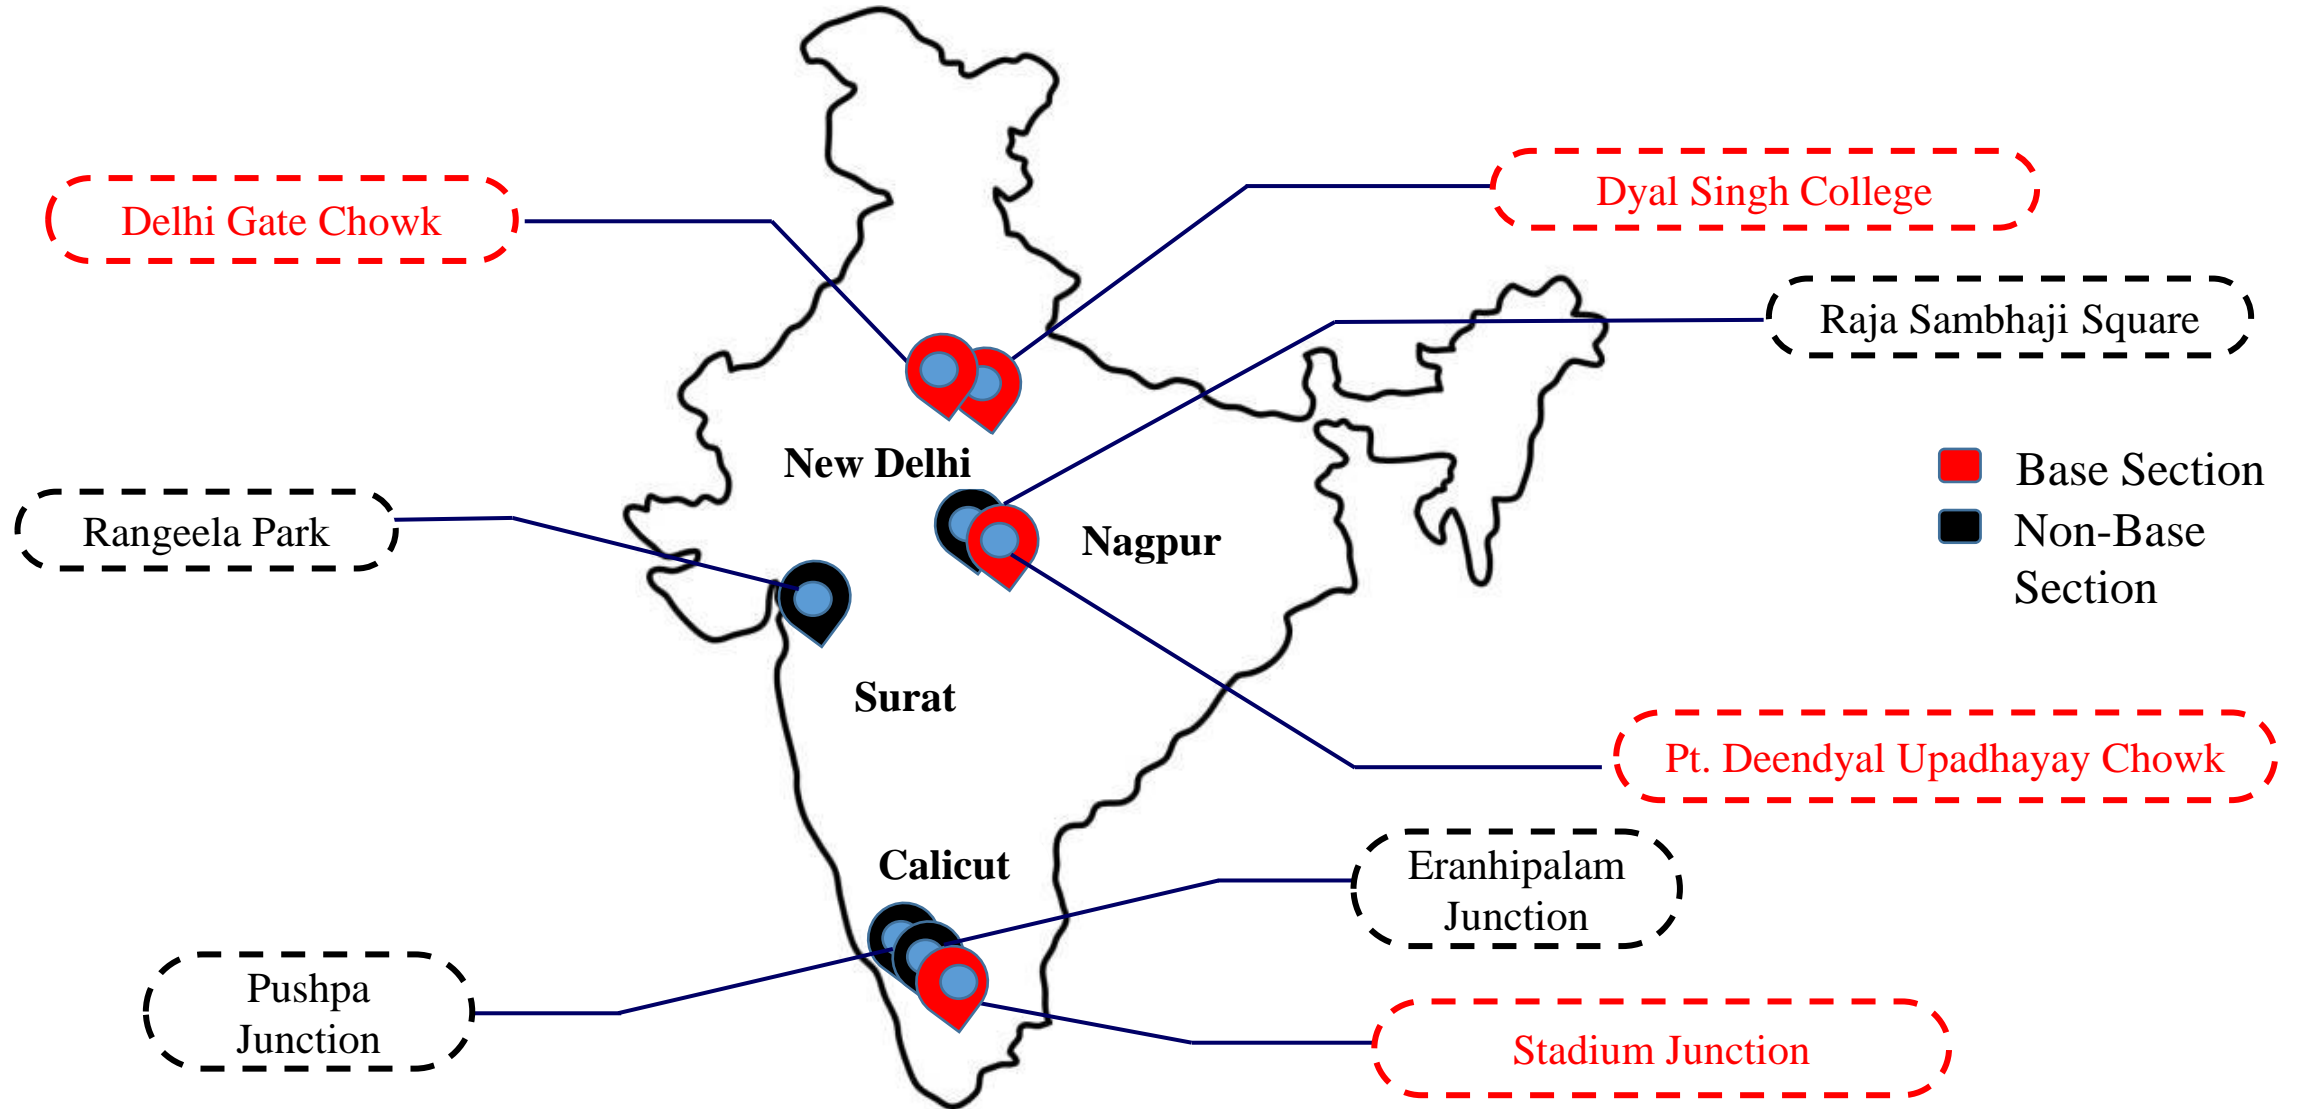 Dyal Singh College
Delhi Gate Chowk
Raja Sambhaji Square
New Delhi
Base Section
Rangeela Park
Nagpur
Non-Base
Section
Surat
Pt. Deendyal Upadhayay Chowk
Calicut
Eranhipalam
Junction
Pushpa
Junction
Stadium Junction